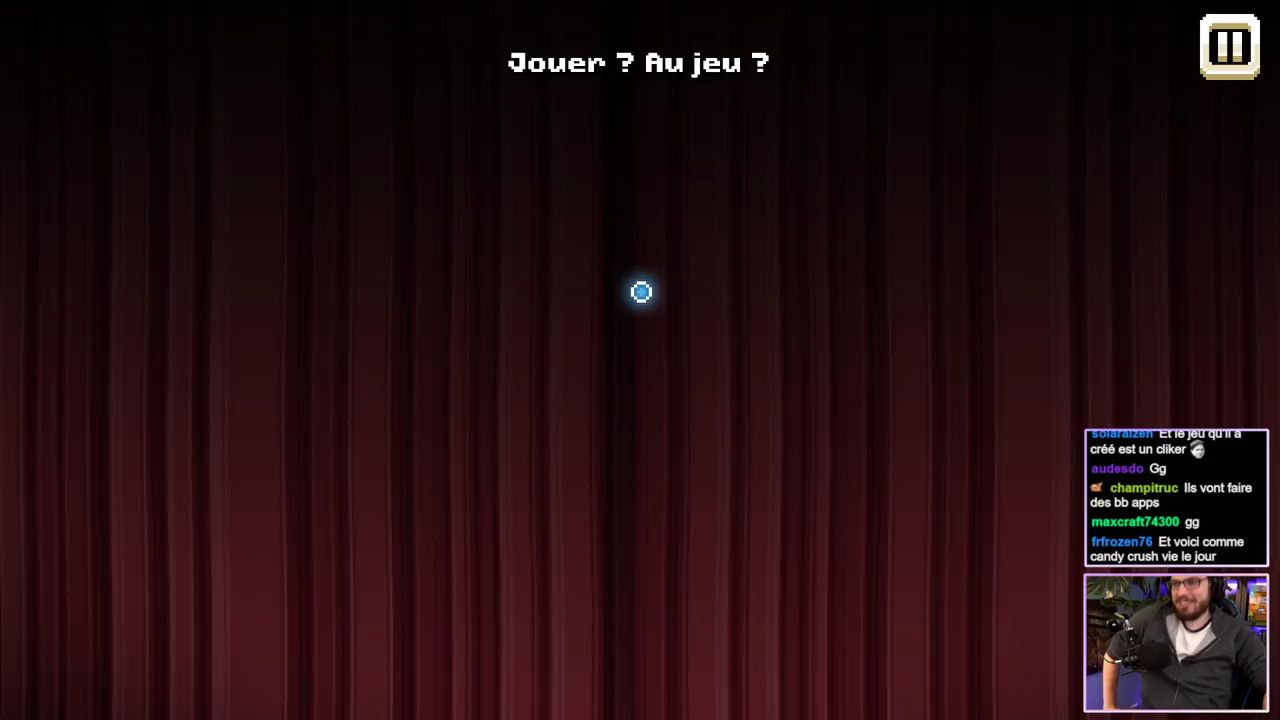 Jouer ? Au jeu ?
solaraizen Et le jeu qu'il a
créé est un cliker
audesdo Gg
champitruc Ils vont faire
des bb apps
maxcraft74300 gg
frfrozen76 Et voici comme
candy crush vie le jour